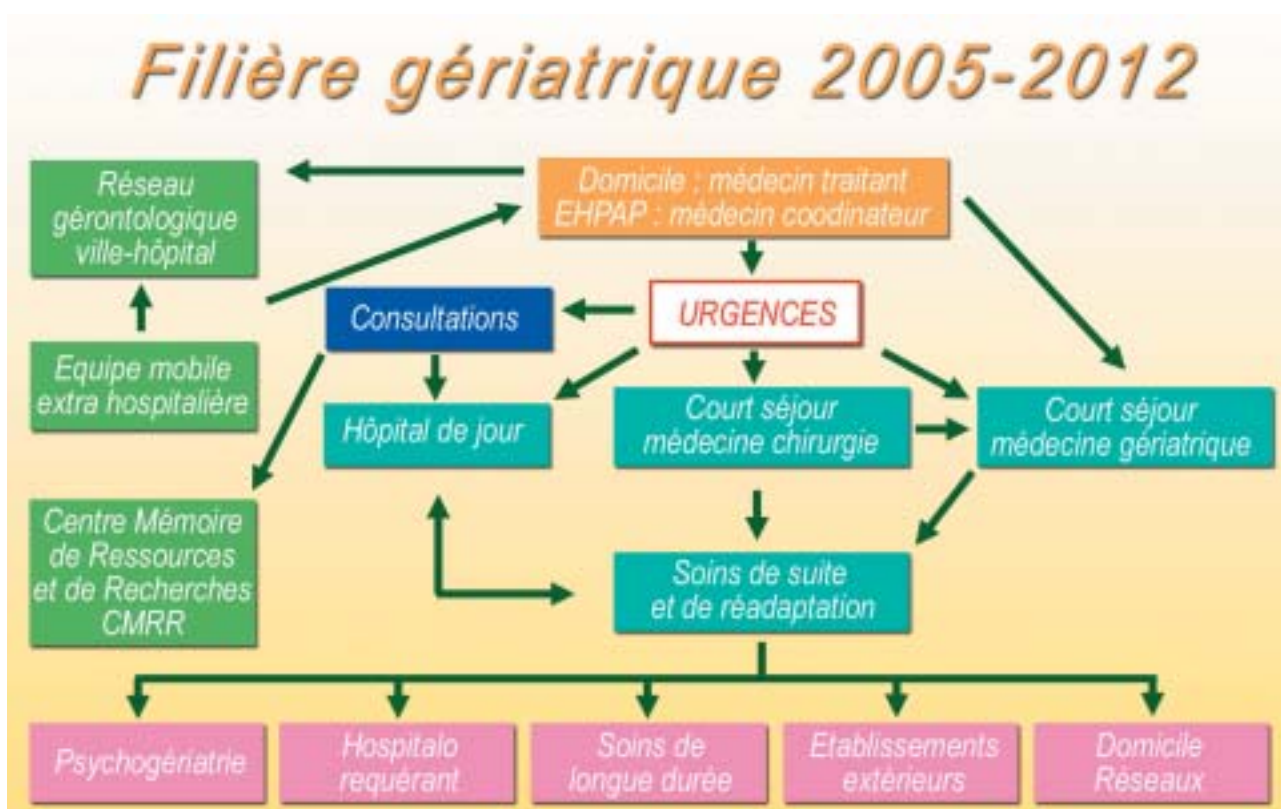 Filière gériatrique 2005-2012
Réseau
gérontologique
ville-hôpital
Domicile : médecin traitant
EHPAP : médecin coodinateur
Consultations
URGENCES
Equipe mobile
extra hospitalière
Hôpital de jour
Court séjour
médecine chirurgie
Court séjour
médecine gériatrique
Centre Mémoire
de Ressources
et de Recherches
CMRR
Soins de suite
et de réadaptation
Psychogériatrie
Hospitalo
requérant
Soins de
longue durée
Etablissements
extérieurs
Domicile
Réseaux